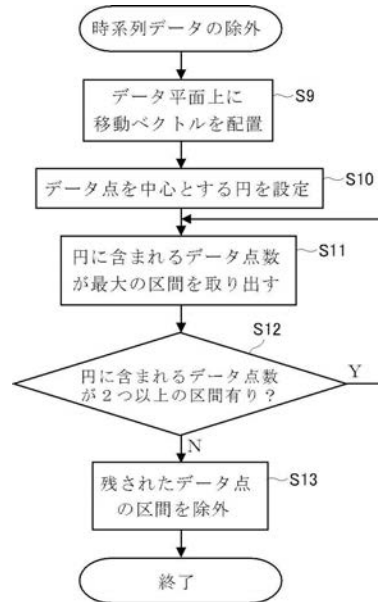 時系列データの除外
データ平面上に
移動ベクトルを配置
S9
データ点を中心とする円を設定
S10
円に含まれるデータ点数
が最大の区間を取り出す
S11
円に含まれるデータ点数
が2つ以上の区間有り?
S12
Y
N
残されたデータ点
の区間を除外
S13
終了